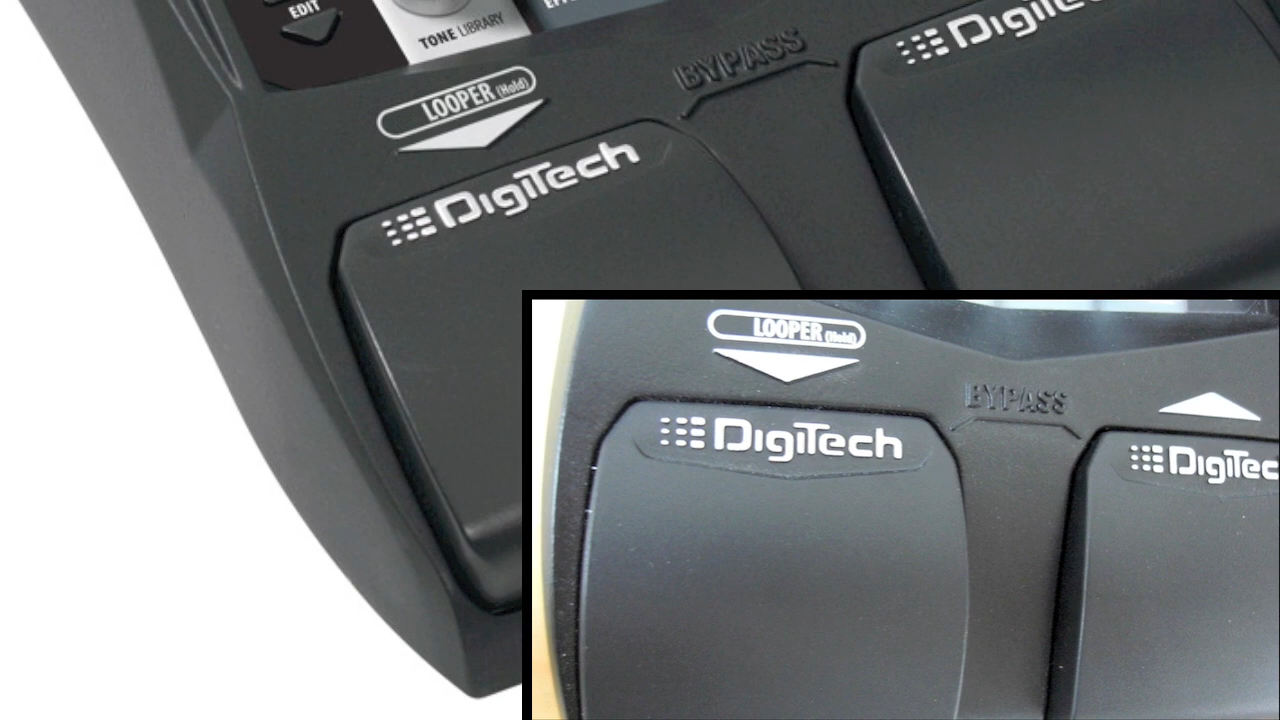 EDIT
TONE LIBRARY
LOOPER (Hold)
BYPASS
DigiTech
DigiTech
LOOPER (Hold)
BYPASS
DigiTech
DigiTec